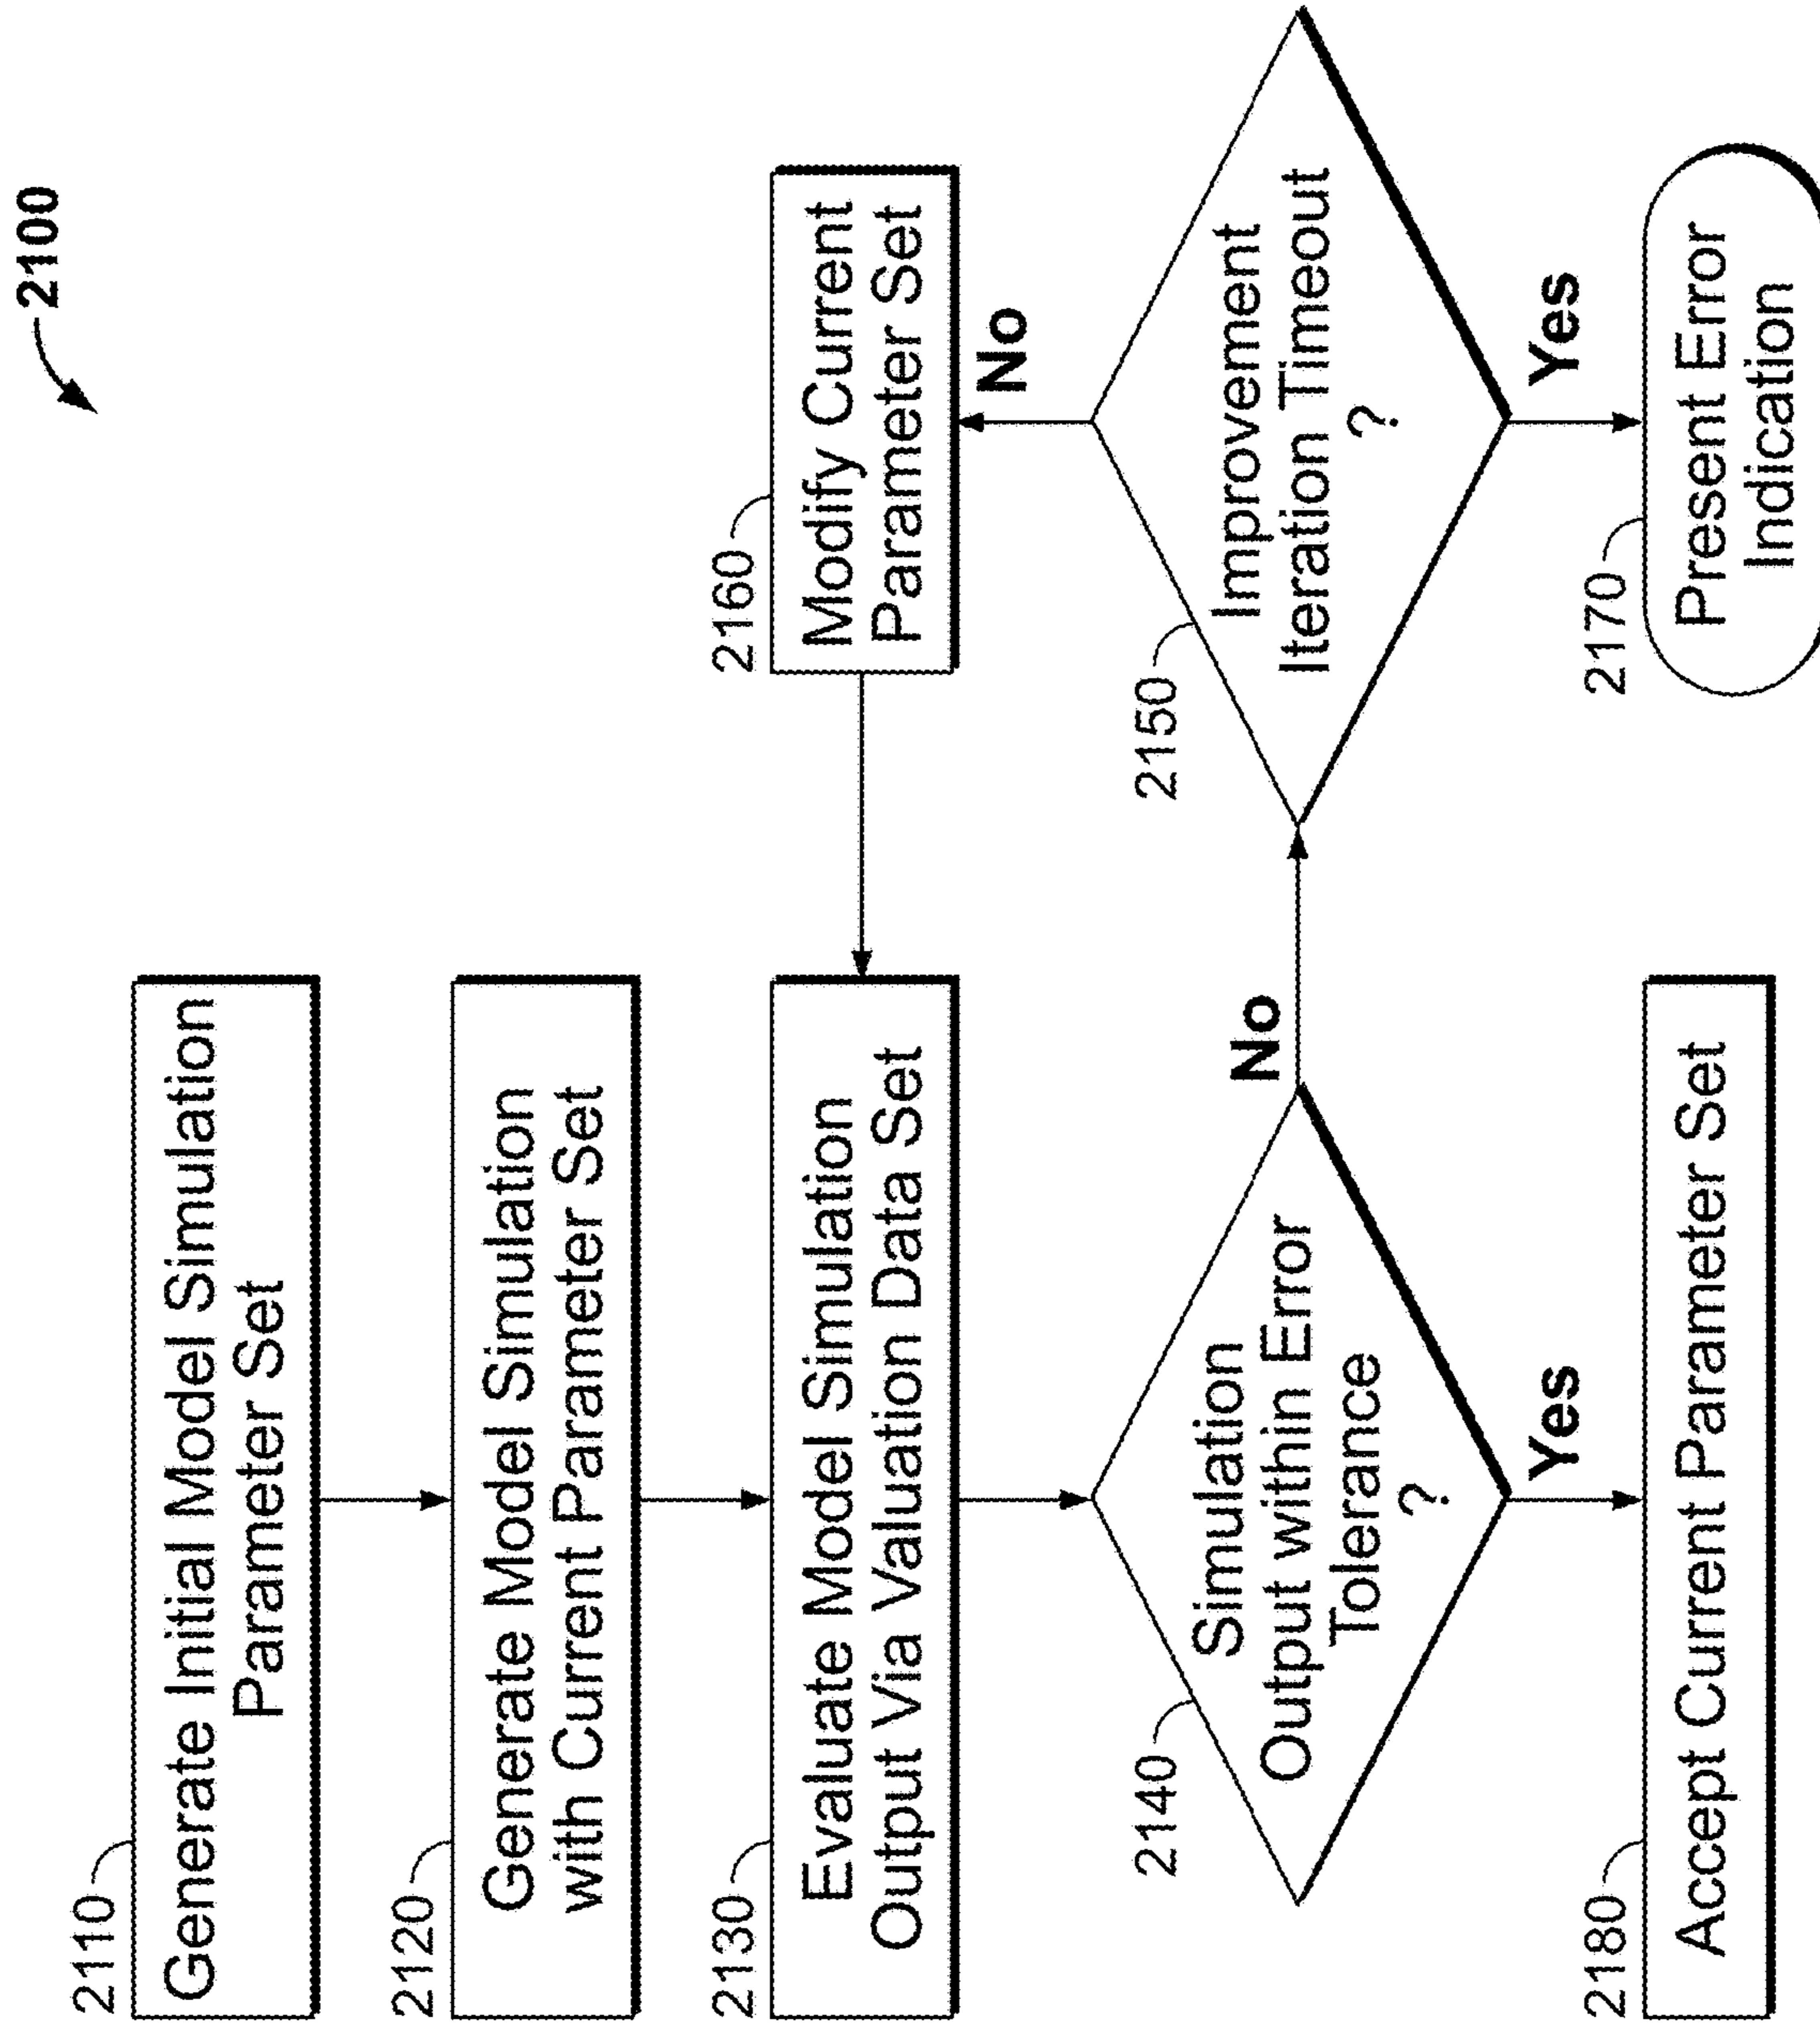 2100
2110
Generate Initial Model Simulation
Parameter Set
2120
Generate Model Simulation
with Current Parameter Set
2130
Evaluate Model Simulation
Output Via Valuation Data Set
2160
Modify Current
Parameter Set
2140
Simulation
Output within Error
Tolerance
?
No
Yes
2150
Improvement
Iteration Timeout
?
No
Yes
2180
Accept Current Parameter Set
2170
Present Error
Indication